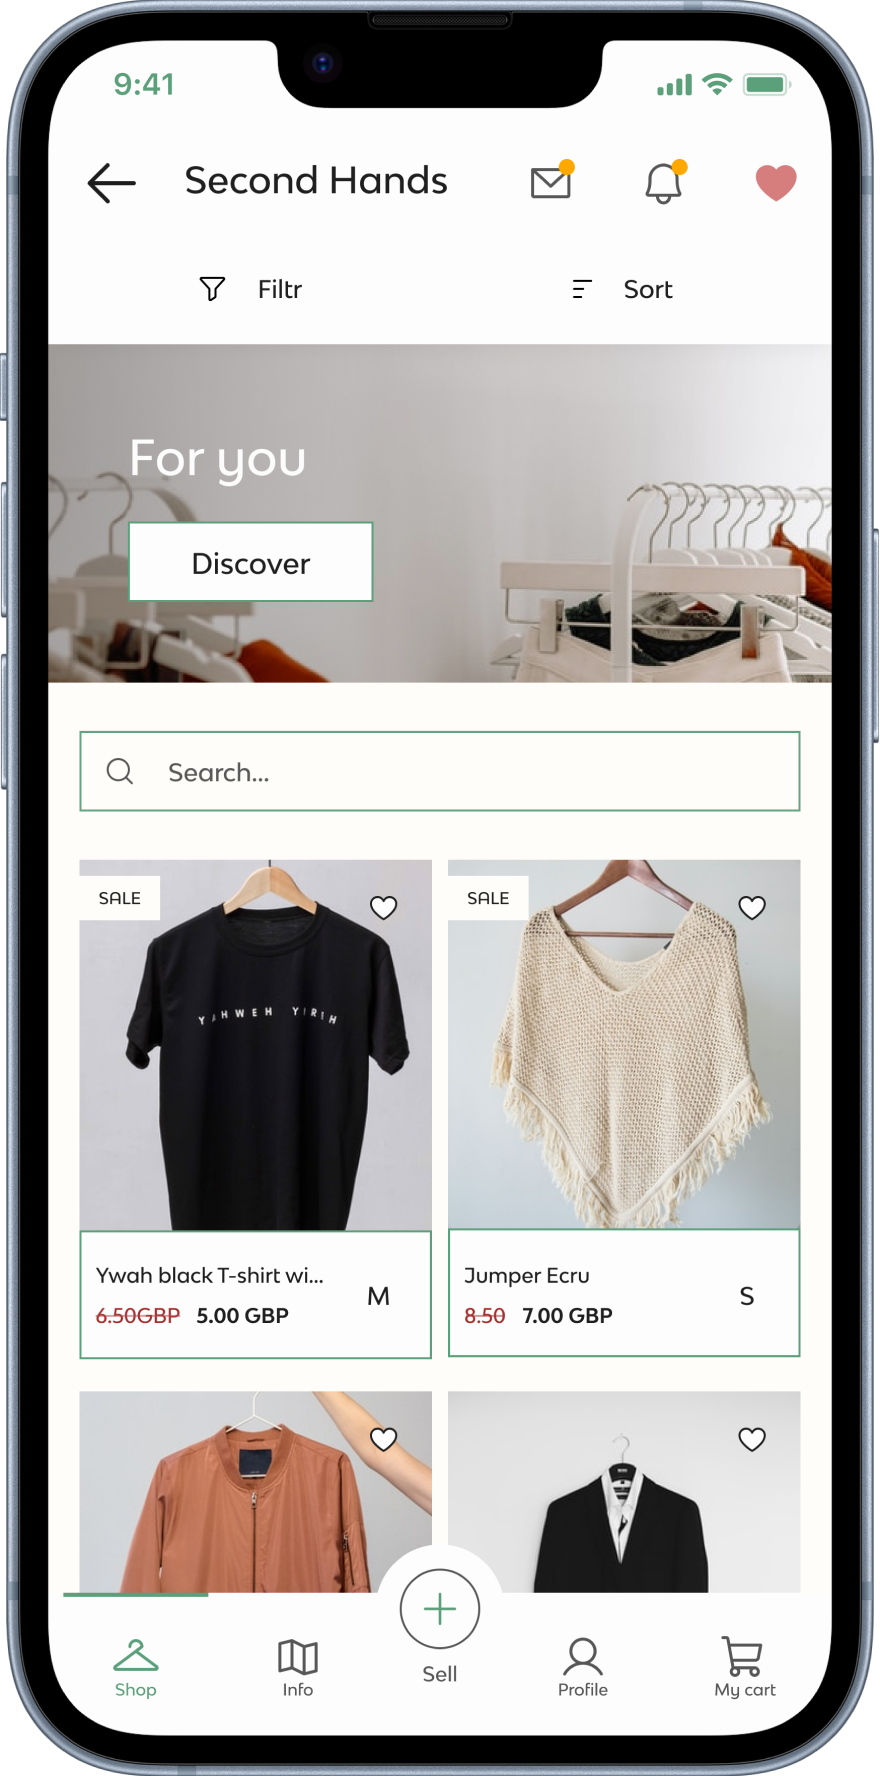 9:41
Second Hands
Filtr
Sort
For you
Discover
Search...
SALE
SALE
YAHWEH YIREH
Ywah black T-shirt wi...
M
6.50GBP 5.00 GBP
Jumper Ecru
S
8.50 7.00 GBP
Sell
Shop
Info
Profile
My cart